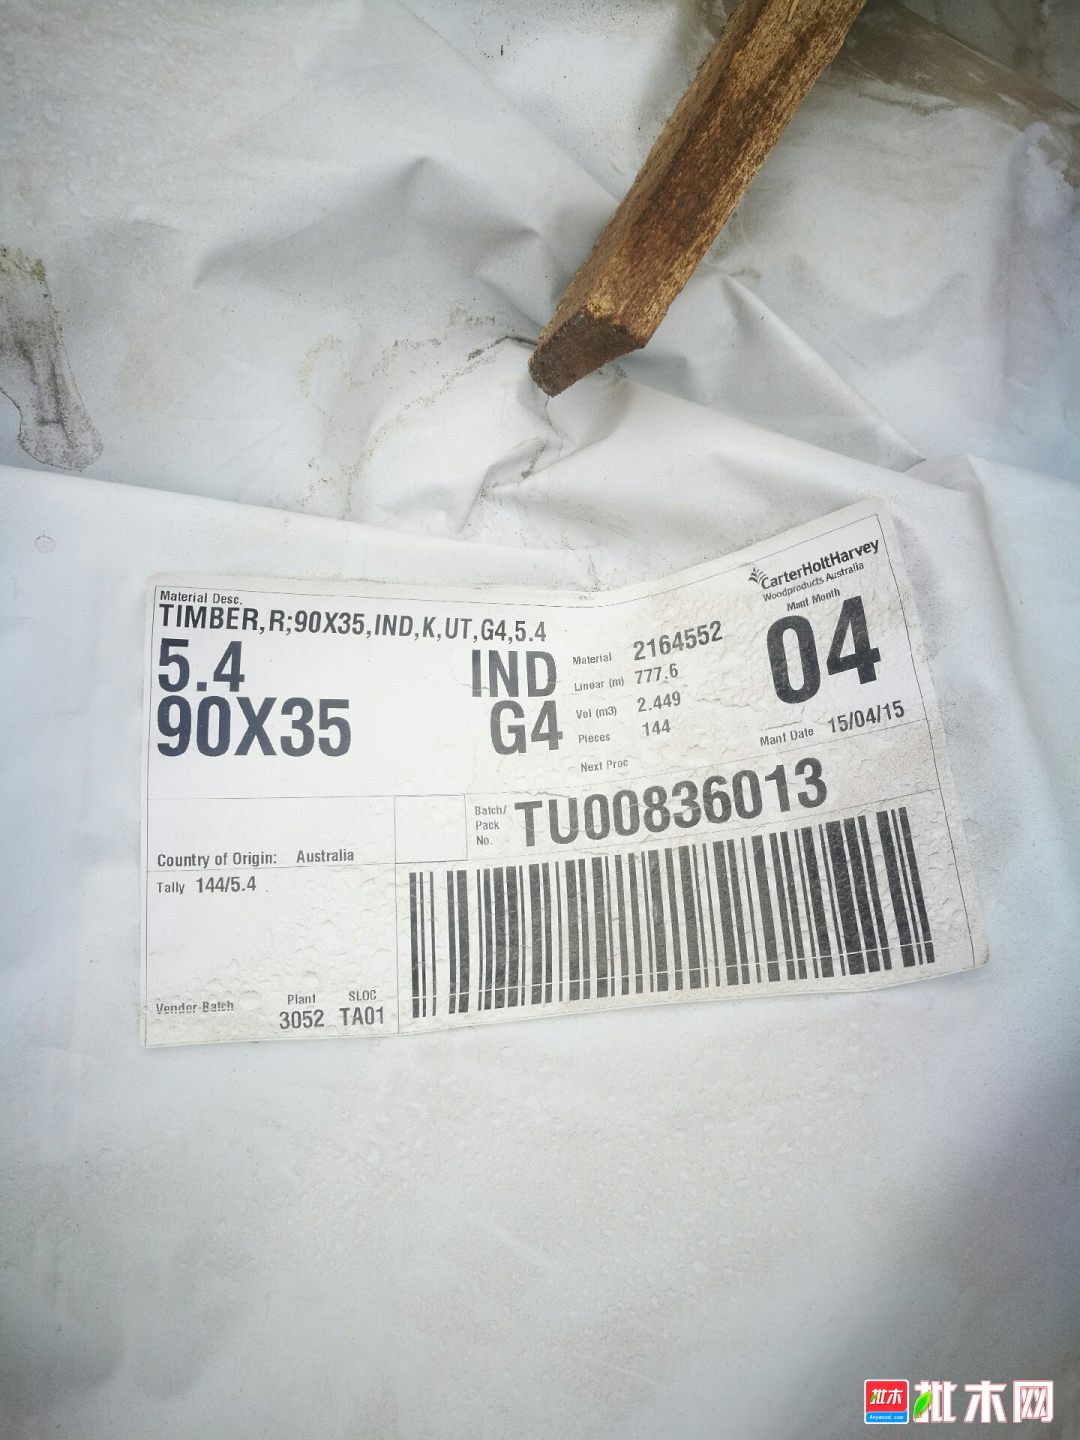 CarterHoltHarvey
Woodproducts Australia
Material Desc.
TIMBER,R;90X35,IND,K,UT,G4,5.4
5.4 IND
90X35 G4
Material 2164552
Linear (m) 777.6
Vol (m3) 2.449
Pieces 144
Next Proc
Manf Month
04
Manf Date 15/04/15
Batch/
Pack
No.
TU00836013
Country of Origin: Australia
Tally 144/5.4
Vendor Batch
Plant SLOC
3052 TA01
批木
Anywood.com
批木网